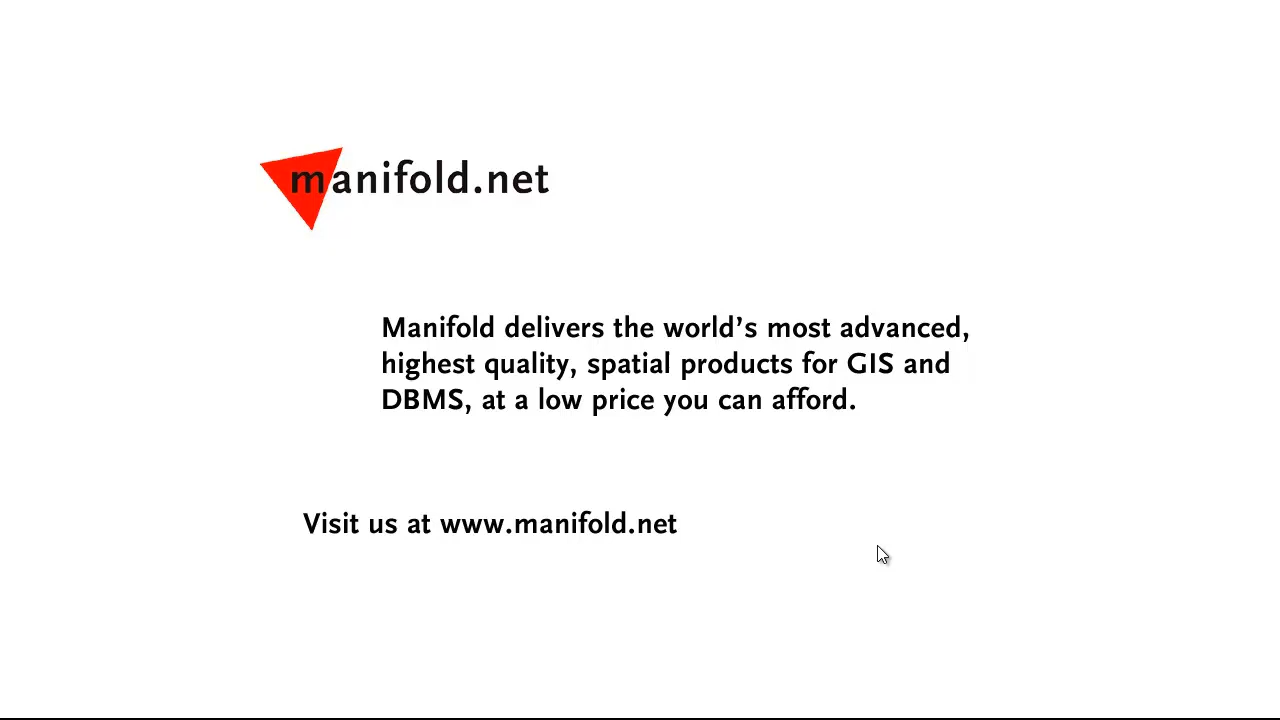 manifold.net
Manifold delivers the world’s most advanced,
highest quality, spatial products for GIS and
DBMS, at a low price you can afford.
Visit us at www.manifold.net